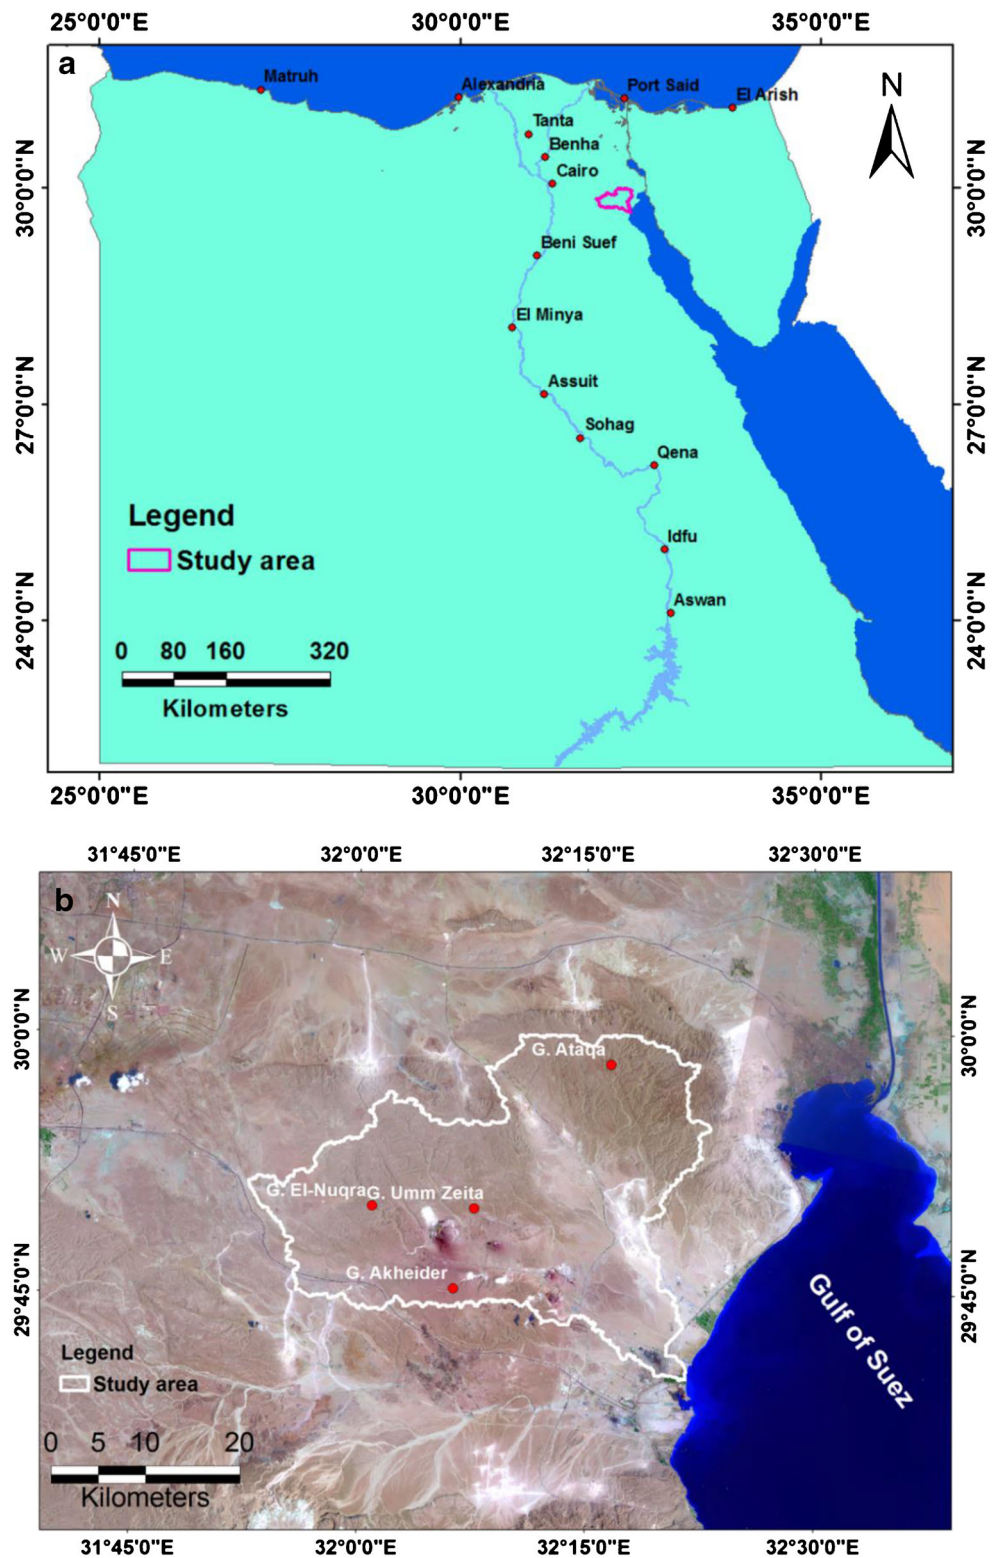 25°0'0"E 30°0'0"E 35°0'0"E
a
N
Matruh
Alexandria
Port Said
El Arish
Tanta
Benha
Cairo
30°0'0"N 30°0'0"N
Beni Suef
El Minya
27°0'0"N 27°0'0"N
Assuit
Sohag
Qena
Legend
Study area
Idfu
Aswan
24°0'0"N 24°0'0"N
0 80 160 320
Kilometers
25°0'0"E 30°0'0"E 35°0'0"E
31°45'0"E 32°0'0"E 32°15'0"E 32°30'0"E
b
N
W E
S
30°0'0"N 30°0'0"N
G. Ataqa
G. El-Nuqra G. Umm Zeita
G. Akheider
29°45'0"N 29°45'0"N
Gulf of Suez
Legend
Study area
0 5 10 20
Kilometers
31°45'0"E 32°0'0"E 32°15'0"E 32°30'0"E